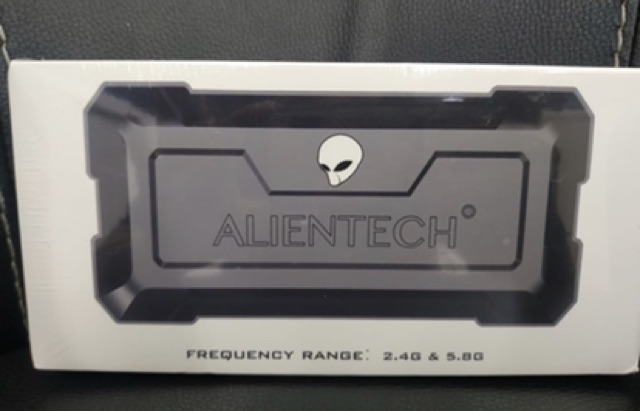 ALIENTECH
FREQUENCY RANGE: 2.4G & 5.8G